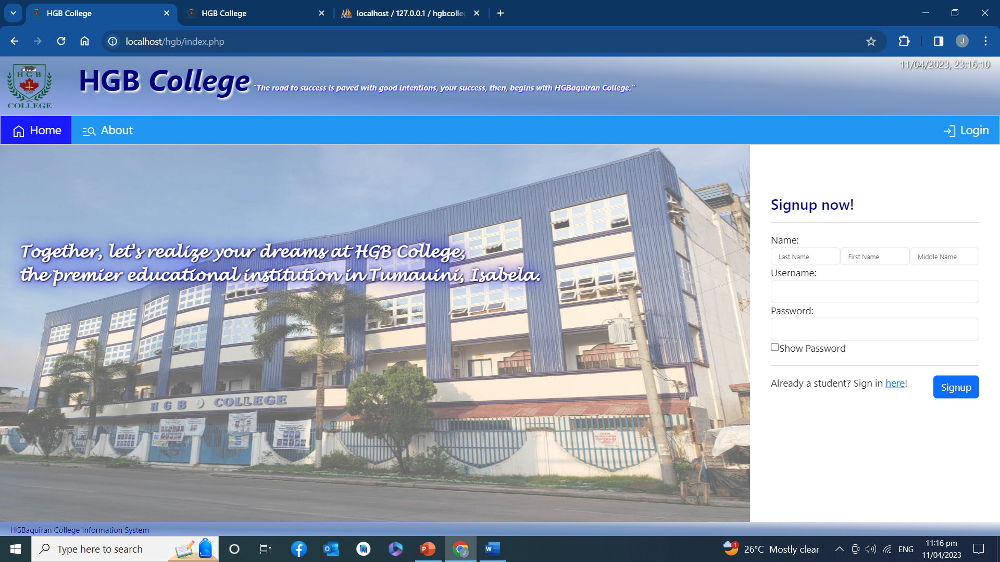 HGB College
HGB College
localhost / 127.0.0.1 / hgbcolle
localhost/hgb/index.php
J
HGB
COLLEGE
HGB College
"The road to success is paved with good intentions, your success, then, begins with HGBaquiran College."
11/04/2023, 23:16:10
Home
About
Login
Together, let's realize your dreams at HGB College,
the premier educational institution in Tumauini, Isabela.
HGB COLLEGE
Signup now!
Name:
Last Name
First Name
Middle Name
Username:
Password:
Show Password
Already a student? Sign in here!
Signup
HGBaquiran College Information System
Type here to search
1
26°C Mostly clear
ENG
11:16 pm
11/04/2023